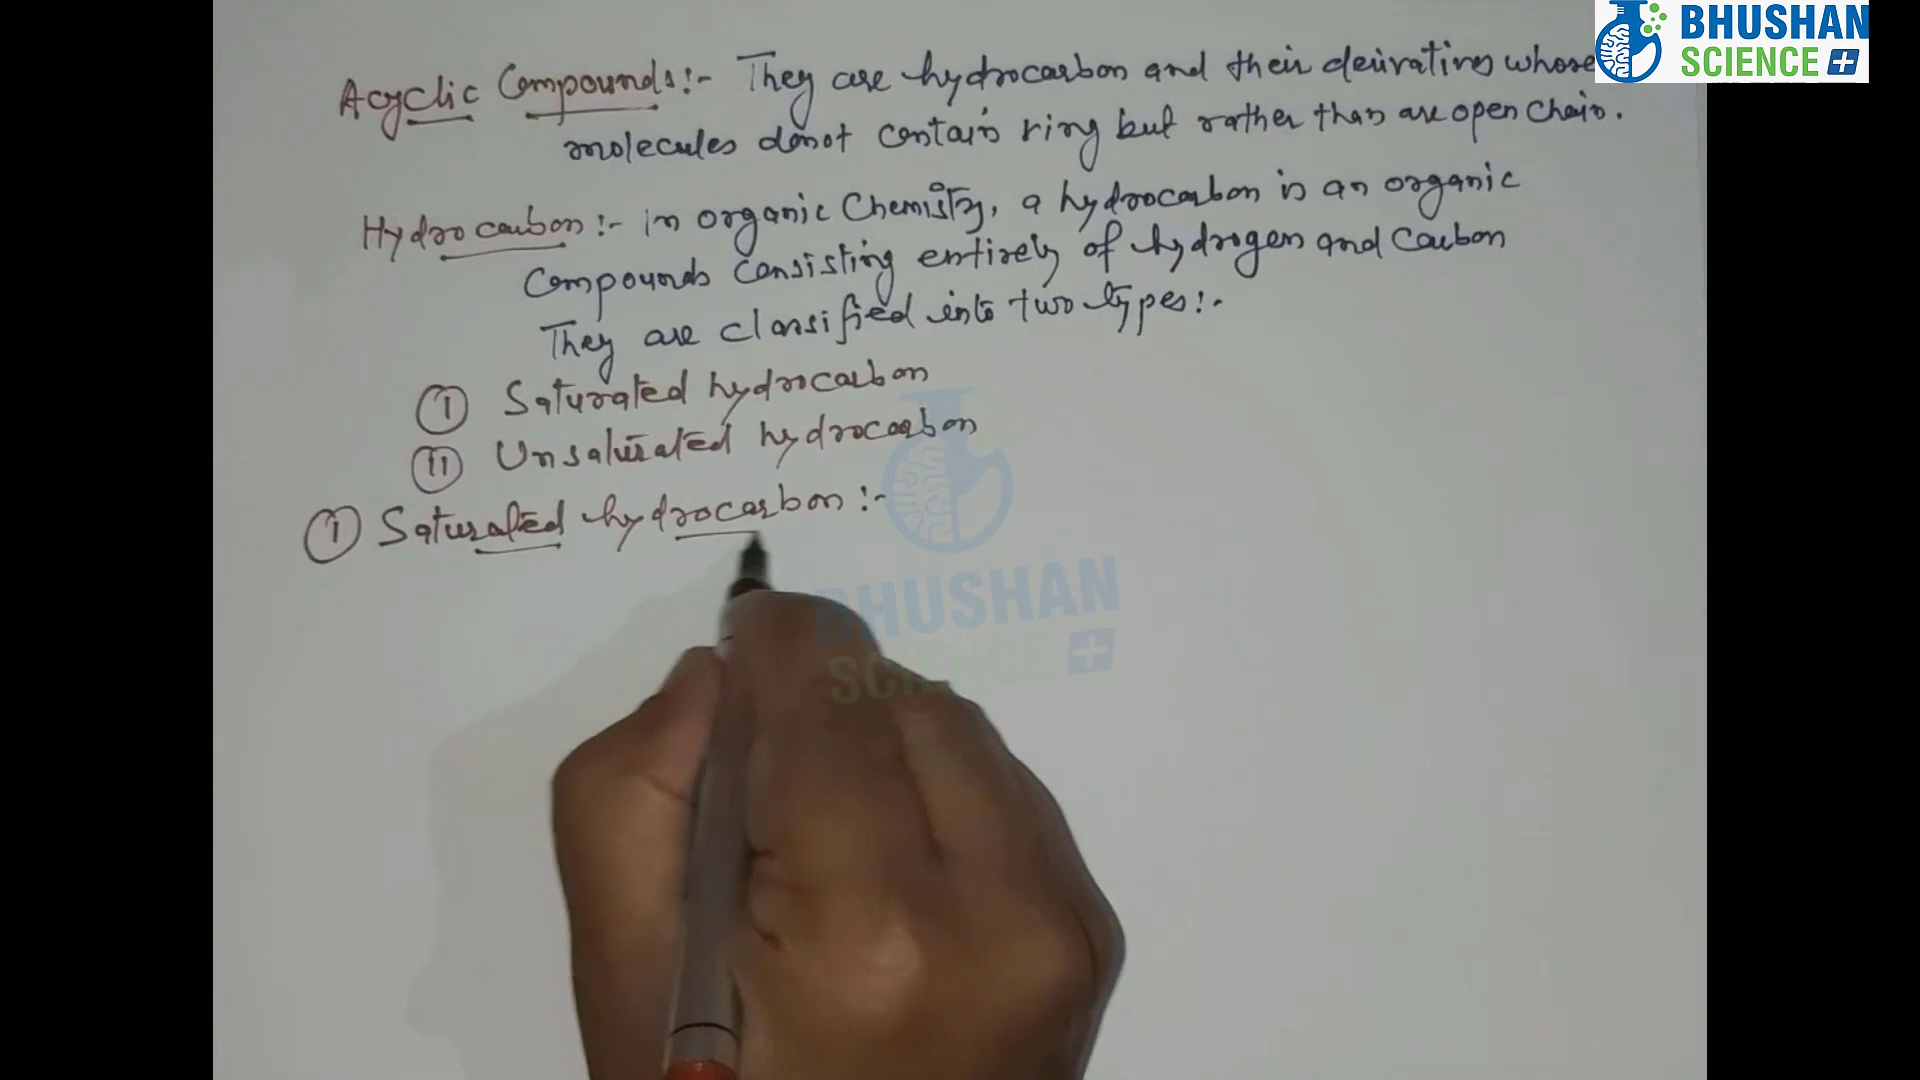 BHUSHAN
SCIENCE +
Acyclic Compounds:- They are hydrocarbon and their derivatives whose
molecules donot contain ring but rather than are open chain.
Hydrocarbon:- in organic Chemistry, a hydrocarbon is an organic
Compounds consisting entirely of hydrogen and Carbon
They are classified into two types:-
I Saturated hydrocarbon
II Unsaturated hydrocarbon
I Saturated hydrocarbon:-
BHUSHAN
SCIENCE +